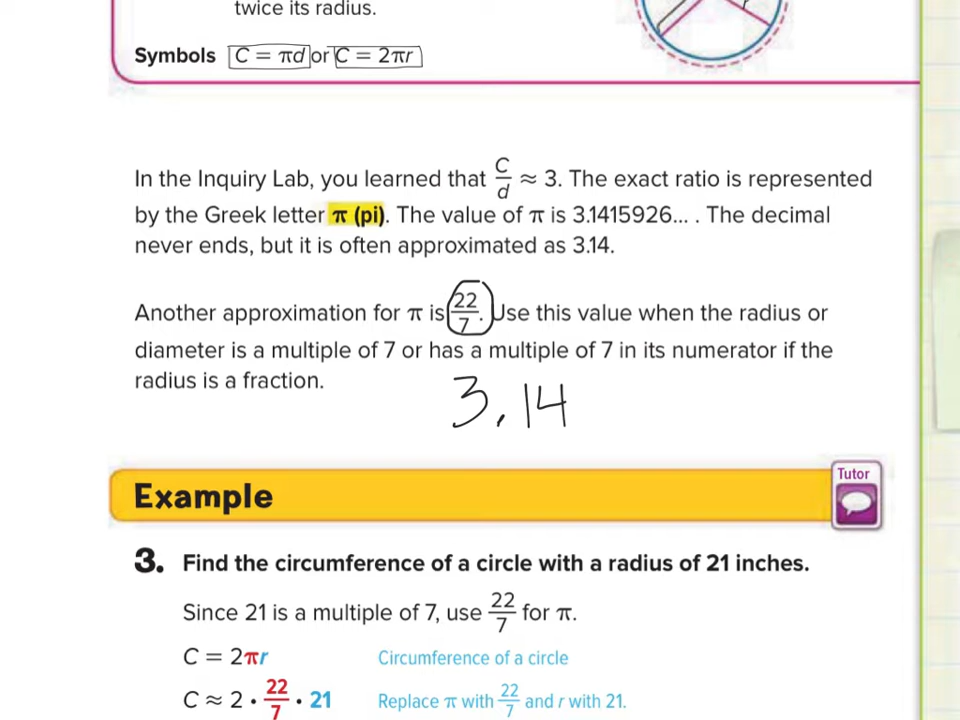 twice its radius.
Symbols C = πd or C = 2πr
r
In the Inquiry Lab, you learned that C/d ≈ 3. The exact ratio is represented
by the Greek letter π (pi). The value of π is 3.1415926... . The decimal
never ends, but it is often approximated as 3.14.
Another approximation for π is 22/7. Use this value when the radius or
diameter is a multiple of 7 or has a multiple of 7 in its numerator if the
radius is a fraction.
3.14
Example
Tutor
3. Find the circumference of a circle with a radius of 21 inches.
Since 21 is a multiple of 7, use 22/7 for π.
C = 2πr Circumference of a circle
C ≈ 2 • 22/7 • 21 Replace π with 22/7 and r with 21.